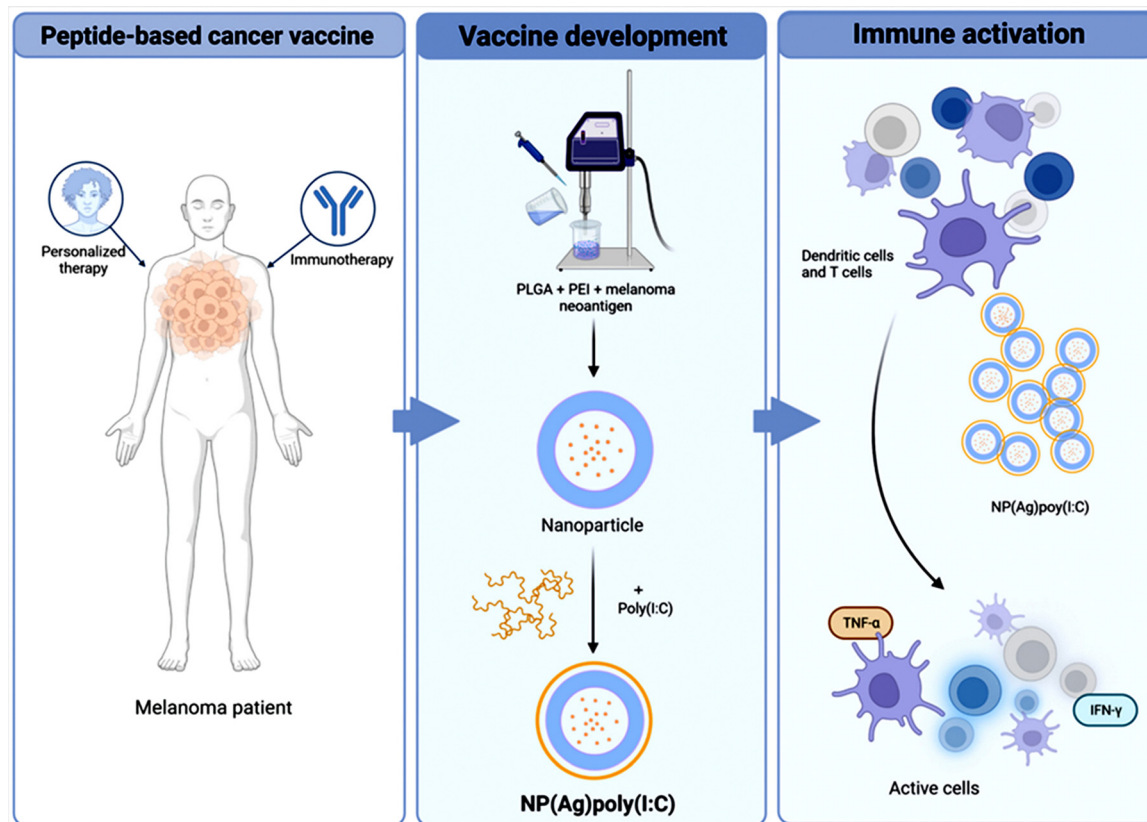 Peptide-based cancer vaccine
Personalized
therapy
Immunotherapy
Melanoma patient
Vaccine development
PLGA + PEI + melanoma
neoantigen
Nanoparticle
+
Poly(I:C)
NP(Ag)poly(I:C)
Immune activation
Dendritic cells
and T cells
NP(Ag)poy(I:C)
TNF-α
IFN-γ
Active cells